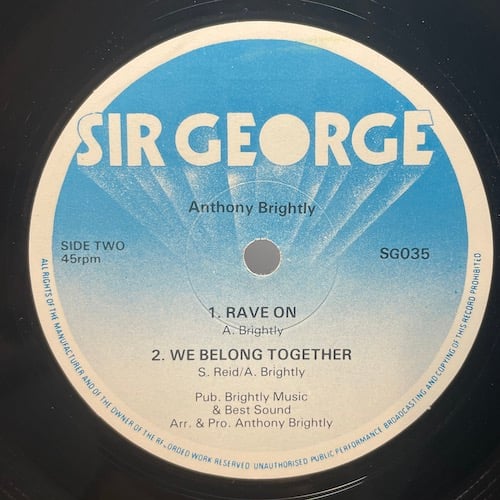 SIR GEORGE
Anthony Brightly
SIDE TWO
45rpm
SG035
1. RAVE ON
A. Brightly
2. WE BELONG TOGETHER
S. Reid/A. Brightly
Pub. Brightly Music
& Best Sound
Arr. & Pro. Anthony Brightly
ALL RIGHTS OF THE MANUFACTURER AND OF THE OWNER OF THE RECORDED WORK RESERVED UNAUTHORISED PUBLIC PERFORMANCE BROADCASTING AND COPYING OF THIS RECORD PROHIBITED